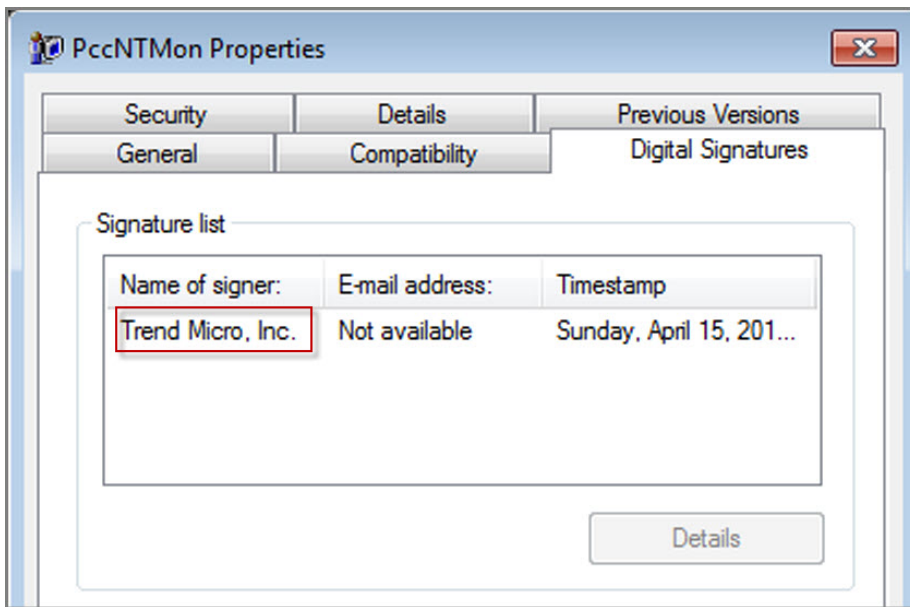 PccNTMon Properties
Security Details Previous Versions
General Compatibility Digital Signatures
Signature list
Name of signer: E-mail address: Timestamp
Trend Micro, Inc. Not available Sunday, April 15, 201...
Details